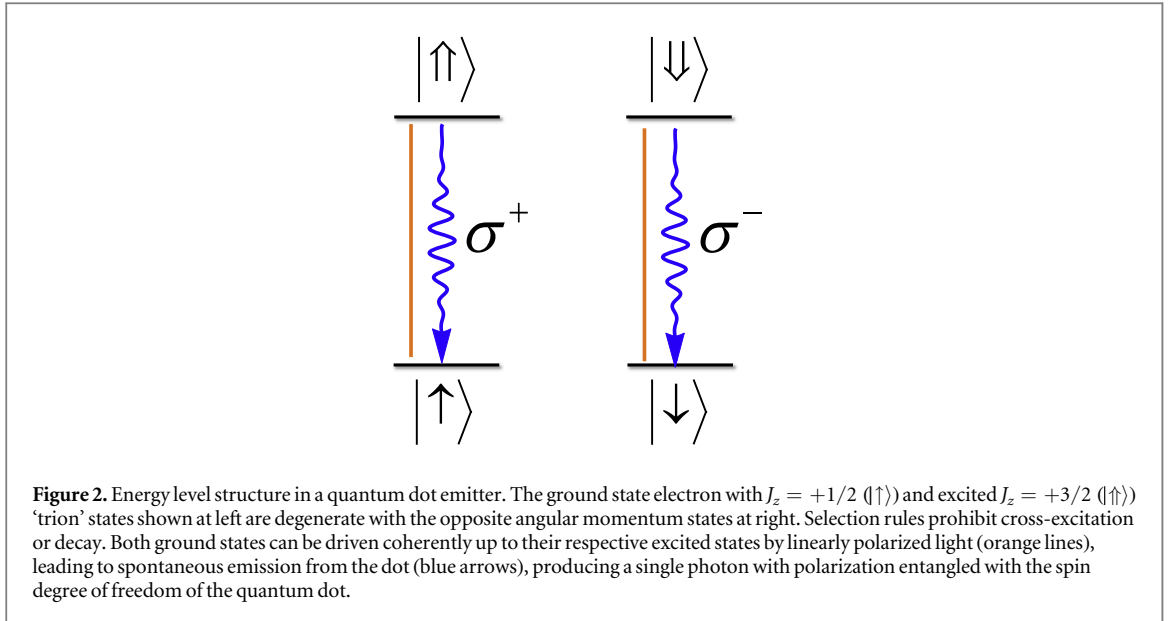 |⇑⟩ |⇓⟩
σ⁺ σ⁻
|↑⟩ |↓⟩
Figure 2. Energy level structure in a quantum dot emitter. The ground state electron with J_z = +1/2 (|↑⟩) and excited J_z = +3/2 (|⇑⟩)
‘trion’ states shown at left are degenerate with the opposite angular momentum states at right. Selection rules prohibit cross-excitation
or decay. Both ground states can be driven coherently up to their respective excited states by linearly polarized light (orange lines),
leading to spontaneous emission from the dot (blue arrows), producing a single photon with polarization entangled with the spin
degree of freedom of the quantum dot.